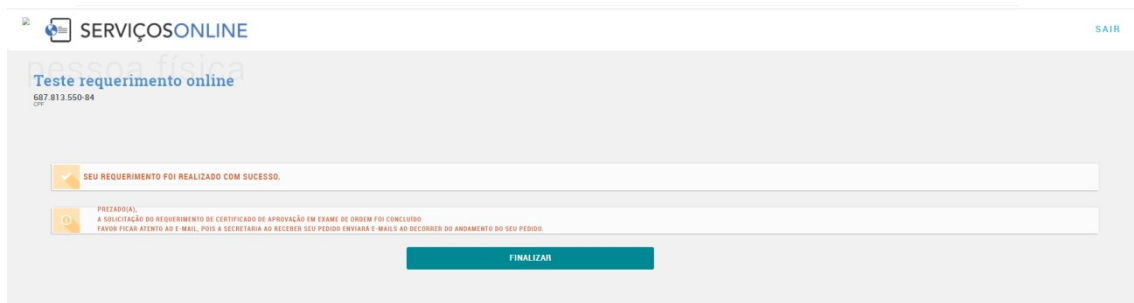 SERVIÇOSONLINE
SAIR
pessoa física
Teste requerimento online
687.813.550-84
CPF
SEU REQUERIMENTO FOI REALIZADO COM SUCESSO.
PREZADO(A),
A SOLICITAÇÃO DO REQUERIMENTO DE CERTIFICADO DE APROVAÇÃO EM EXAME DE ORDEM FOI CONCLUÍDO.
FAVOR FICAR ATENTO AO E-MAIL, POIS A SECRETARIA AO RECEBER SEU PEDIDO ENVIARÁ E-MAILS AO DECORRER DO ANDAMENTO DO SEU PEDIDO.
FINALIZAR